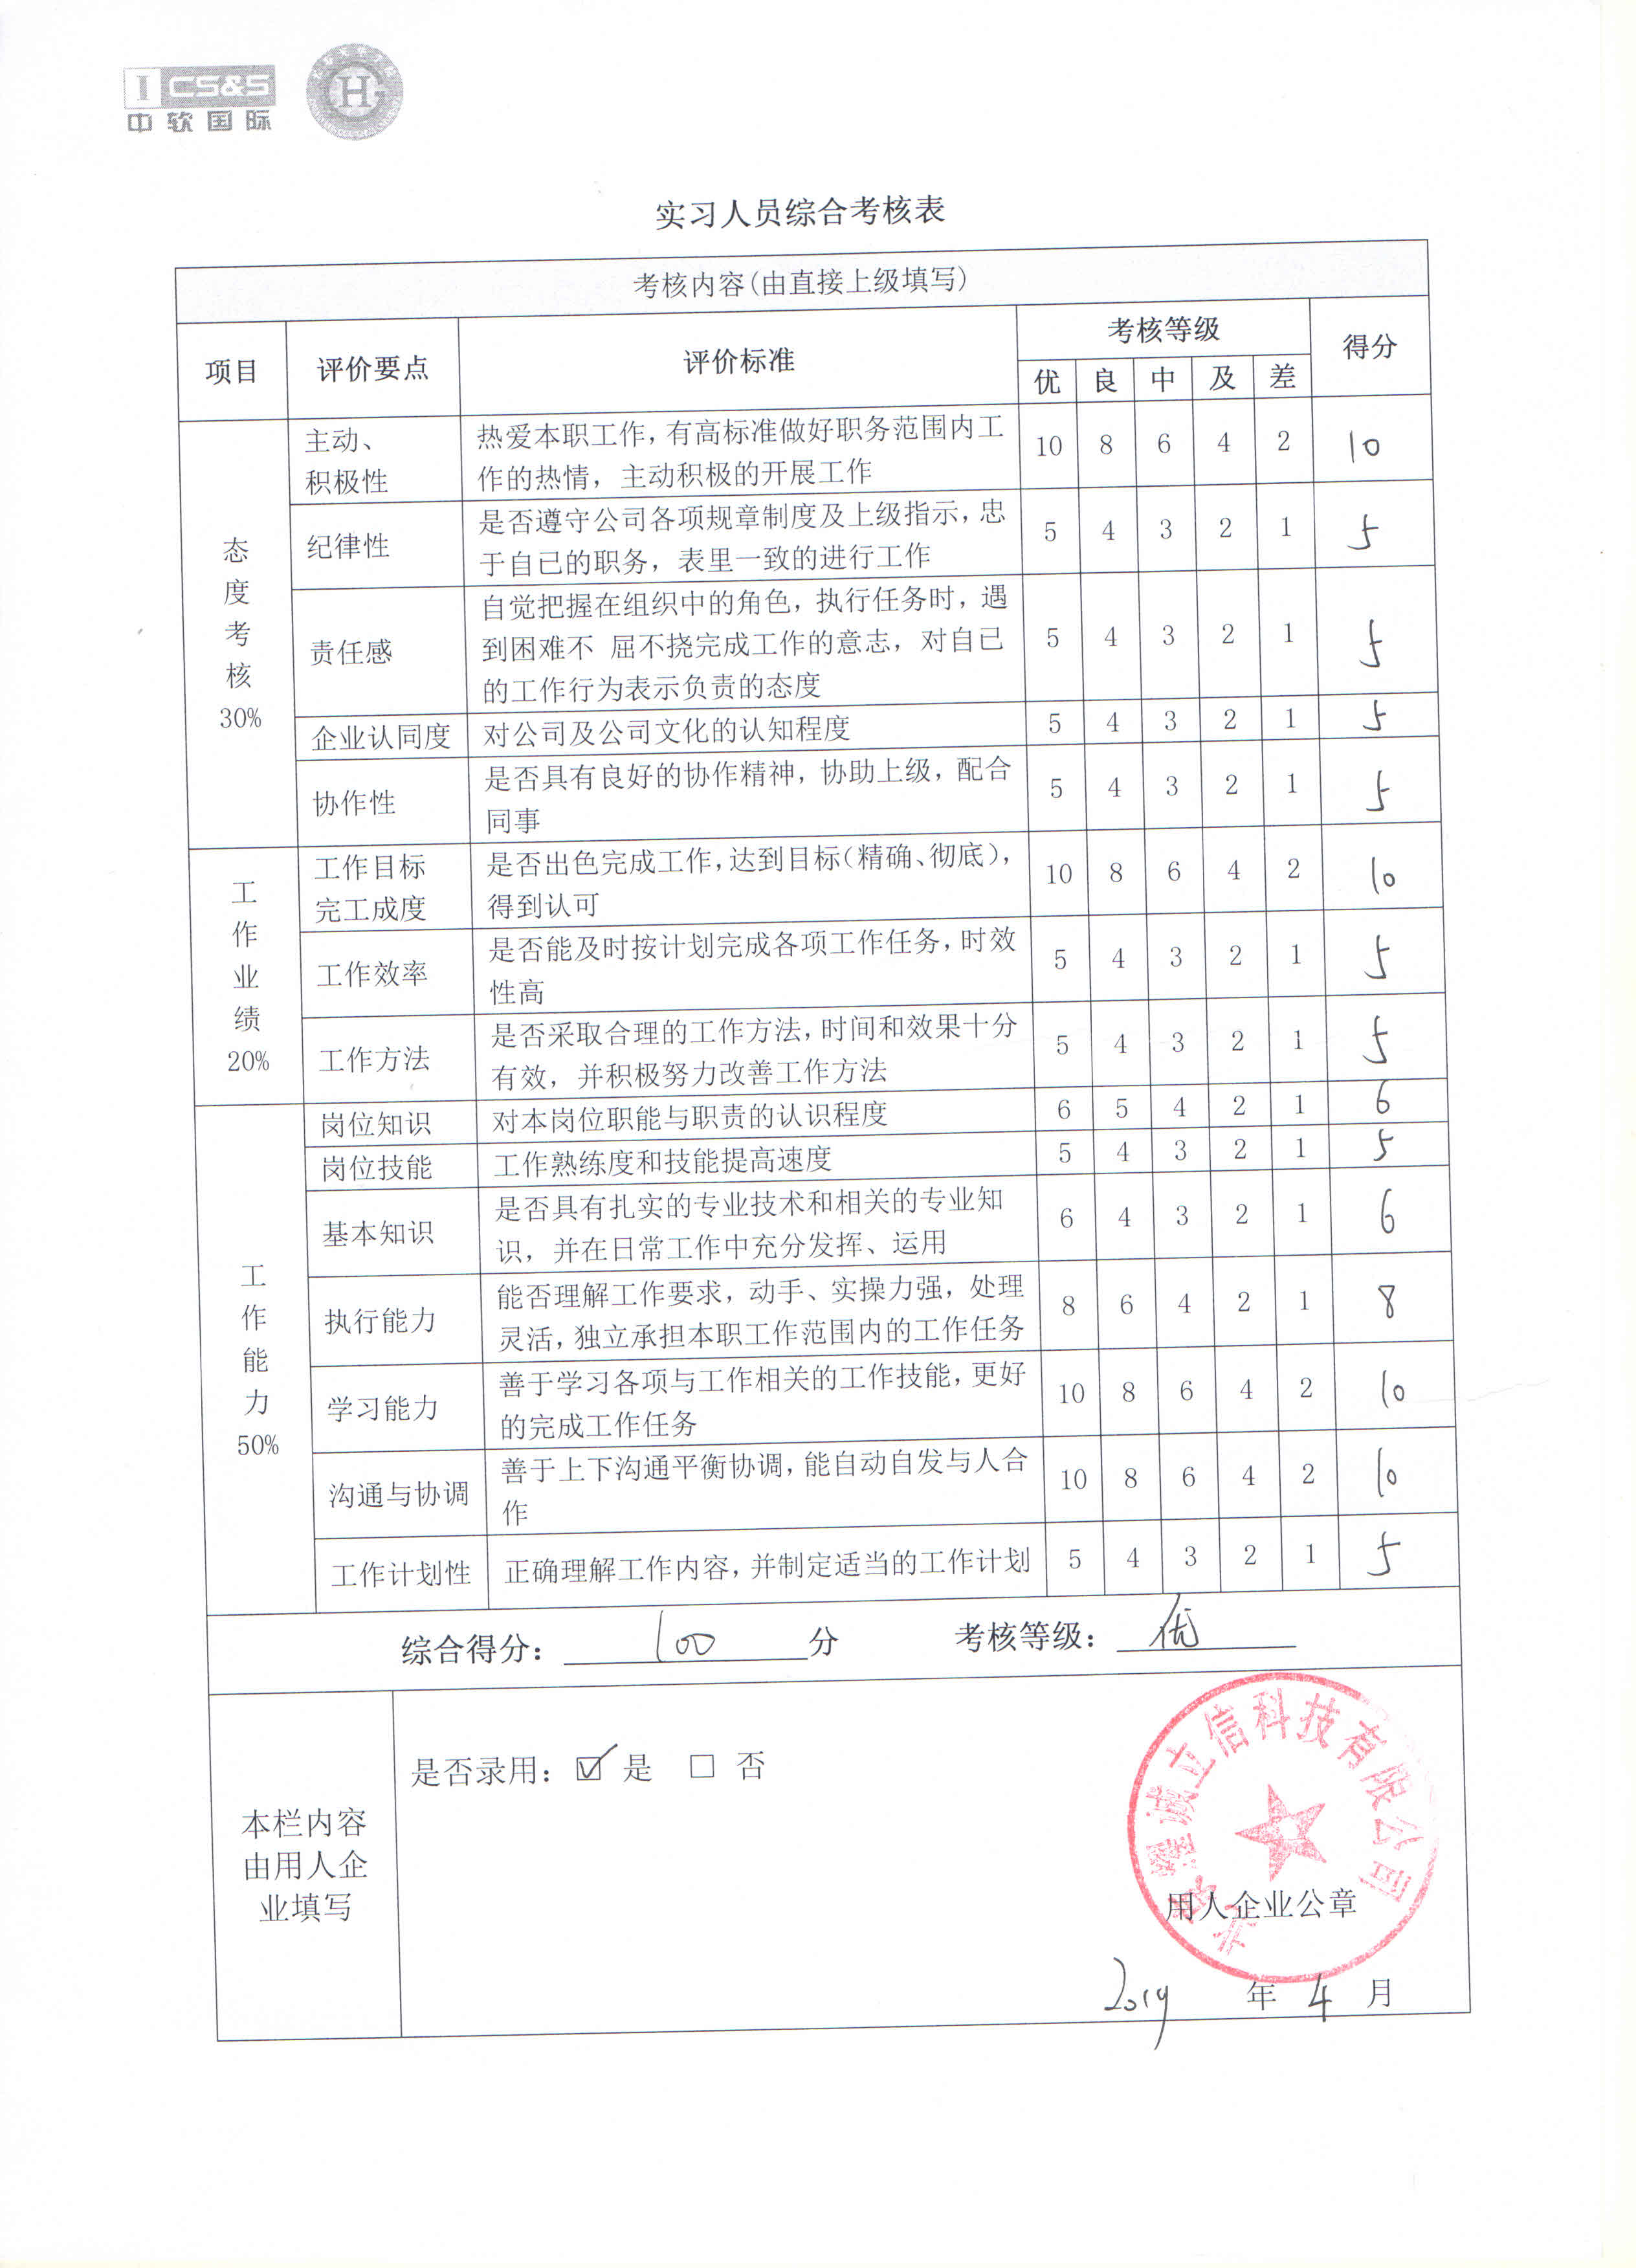 I CS&S
中软国际
H
实习人员综合考核表
考核内容(由直接上级填写)
项目 评价要点 评价标准 考核等级 得分
优 良 中 及 差
态度考核30%
主动、
积极性
热爱本职工作,有高标准做好职务范围内工
作的热情，主动积极的开展工作
10 8 6 4 2 10
纪律性
是否遵守公司各项规章制度及上级指示,忠
于自己的职务，表里一致的进行工作
5 4 3 2 1 5
责任感
自觉把握在组织中的角色，执行任务时，遇
到困难不 屈不挠完成工作的意志，对自己
的工作行为表示负责的态度
5 4 3 2 1 5
企业认同度 对公司及公司文化的认知程度 5 4 3 2 1 5
协作性
是否具有良好的协作精神，协助上级，配合
同事
5 4 3 2 1 5
工作业绩20%
工作目标
完工成度
是否出色完成工作,达到目标(精确、彻底),
得到认可
10 8 6 4 2 10
工作效率
是否能及时按计划完成各项工作任务,时效
性高
5 4 3 2 1 5
工作方法
是否采取合理的工作方法,时间和效果十分
有效，并积极努力改善工作方法
5 4 3 2 1 5
工作能力50%
岗位知识 对本岗位职能与职责的认识程度 6 5 4 2 1 6
岗位技能 工作熟练度和技能提高速度 5 4 3 2 1 5
基本知识
是否具有扎实的专业技术和相关的专业知
识，并在日常工作中充分发挥、运用
6 4 3 2 1 6
执行能力
能否理解工作要求，动手、实操力强，处理
灵活,独立承担本职工作范围内的工作任务
8 6 4 2 1 8
学习能力
善于学习各项与工作相关的工作技能,更好
的完成工作任务
10 8 6 4 2 10
沟通与协调
善于上下沟通平衡协调,能自动自发与人合
作
10 8 6 4 2 10
工作计划性 正确理解工作内容,并制定适当的工作计划 5 4 3 2 1 5
综合得分： 100 分 考核等级： 优
本栏内容
由用人企
业填写
是否录用： ☑ 是 □ 否
诚立信科技有限公司
用人企业公章
2019 年 4 月